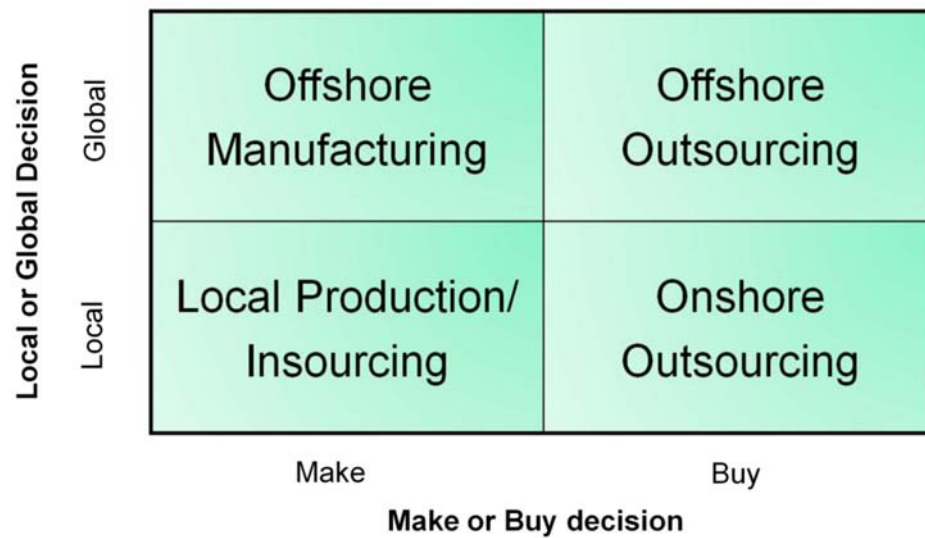 Local or Global Decision
Global
Offshore
Manufacturing
Offshore
Outsourcing
Local
Local Production/
Insourcing
Onshore
Outsourcing
Make
Buy
Make or Buy decision